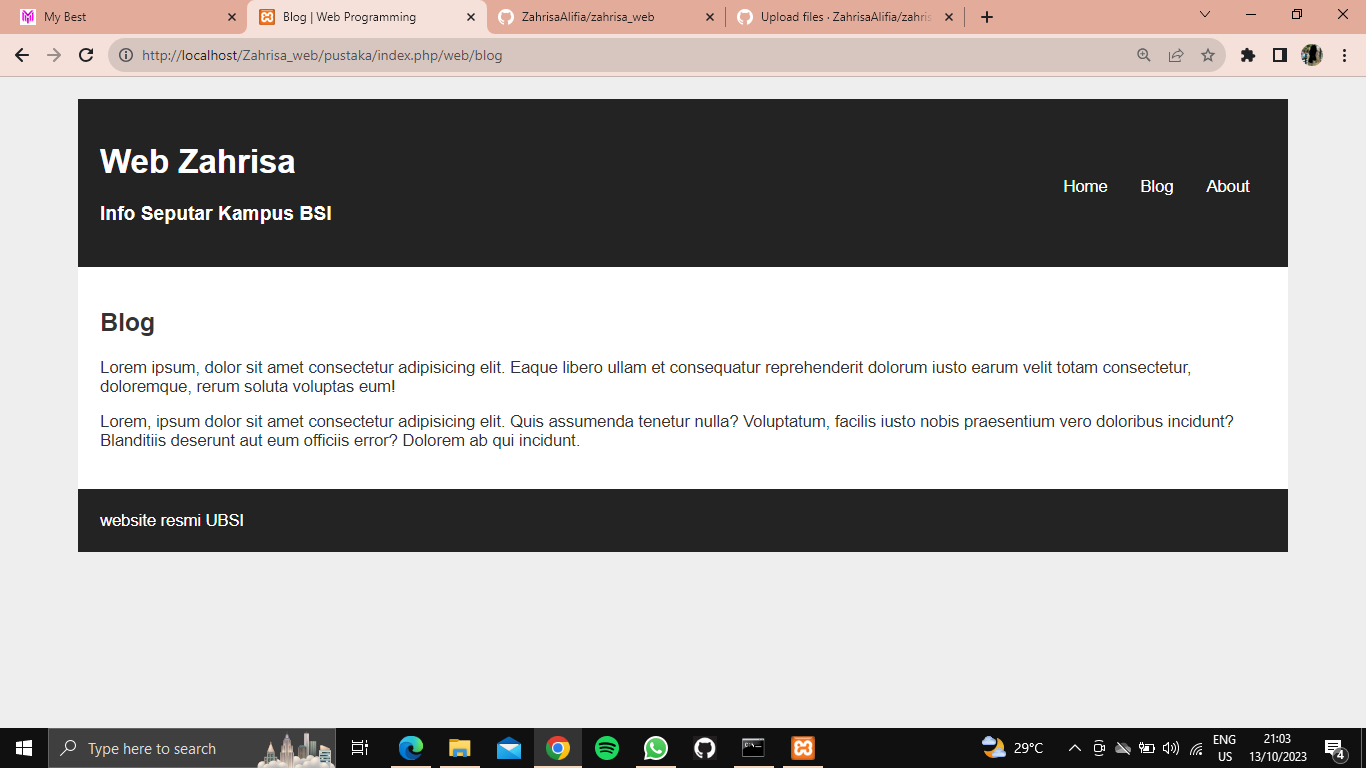 My Best
Blog | Web Programming
ZahrisaAlifia/zahrisa_web
Upload files · ZahrisaAlifia/zahris
http://localhost/Zahrisa_web/pustaka/index.php/web/blog
Web Zahrisa
Info Seputar Kampus BSI
Home Blog About
Blog
Lorem ipsum, dolor sit amet consectetur adipisicing elit. Eaque libero ullam et consequatur reprehenderit dolorum iusto earum velit totam consectetur,
doloremque, rerum soluta voluptas eum!
Lorem, ipsum dolor sit amet consectetur adipisicing elit. Quis assumenda tenetur nulla? Voluptatum, facilis iusto nobis praesentium vero doloribus incidunt?
Blanditiis deserunt aut eum officiis error? Dolorem ab qui incidunt.
website resmi UBSI
Type here to search
29°C
ENG
US
21:03
13/10/2023
4